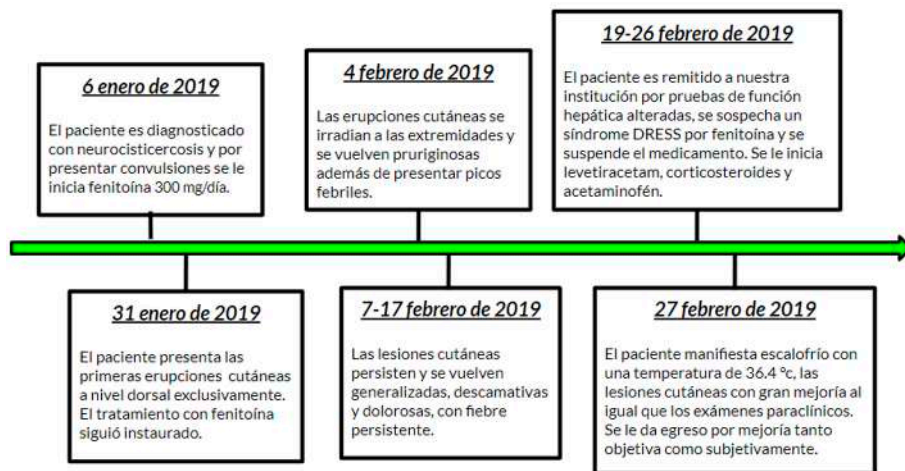 6 enero de 2019
El paciente es diagnosticado
con neurocisticercosis y por
presentar convulsiones se le
inicia fenitoína 300 mg/día.
4 febrero de 2019
Las erupciones cutáneas se
irradian a las extremidades y
se vuelven pruriginosas
además de presentar picos
febriles.
19-26 febrero de 2019
El paciente es remitido a nuestra
institución por pruebas de función
hepática alteradas, se sospecha un
síndrome DRESS por fenitoína y se
suspende el medicamento. Se le inicia
levetiracetam, corticosteroides y
acetaminofén.
31 enero de 2019
El paciente presenta las
primeras erupciones cutáneas
a nivel dorsal exclusivamente.
El tratamiento con fenitoína
siguió instaurado.
7-17 febrero de 2019
Las lesiones cutáneas
persisten y se vuelven
generalizadas, descamativas
y dolorosas, con fiebre
persistente.
27 febrero de 2019
El paciente manifiesta escalofrío con
una temperatura de 36.4 °c, las
lesiones cutáneas con gran mejoría al
igual que los exámenes paraclínicos.
Se le da egreso por mejoría tanto
objetiva como subjetivamente.